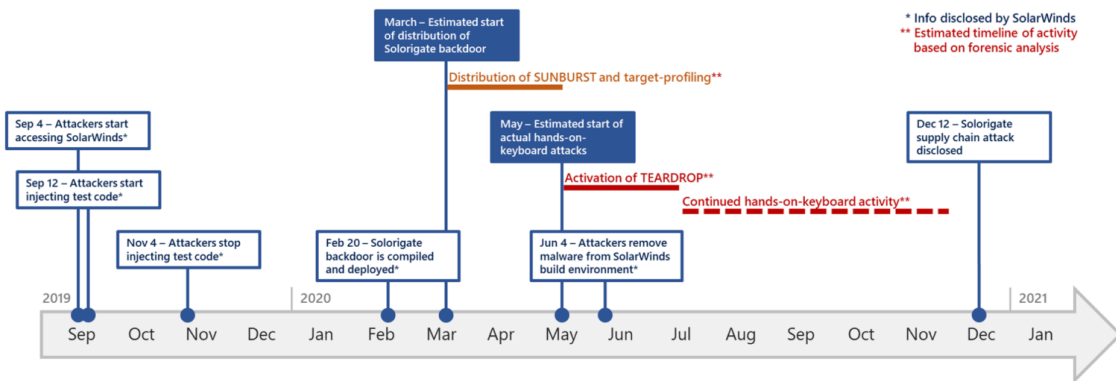 March – Estimated start
of distribution of
Solorigate backdoor
* Info disclosed by SolarWinds
** Estimated timeline of activity
based on forensic analysis
Distribution of SUNBURST and target-profiling**
Sep 4 – Attackers start
accessing SolarWinds*
May – Estimated start of
actual hands-on-
keyboard attacks
Dec 12 – Solorigate
supply chain attack
disclosed
Sep 12 – Attackers start
injecting test code*
Activation of TEARDROP**
Continued hands-on-keyboard activity**
Nov 4 – Attackers stop
injecting test code*
Feb 20 – Solorigate
backdoor is compiled
and deployed*
Jun 4 – Attackers remove
malware from SolarWinds
build environment*
2019 2020 2021
Sep Oct Nov Dec Jan Feb Mar Apr May Jun Jul Aug Sep Oct Nov Dec Jan